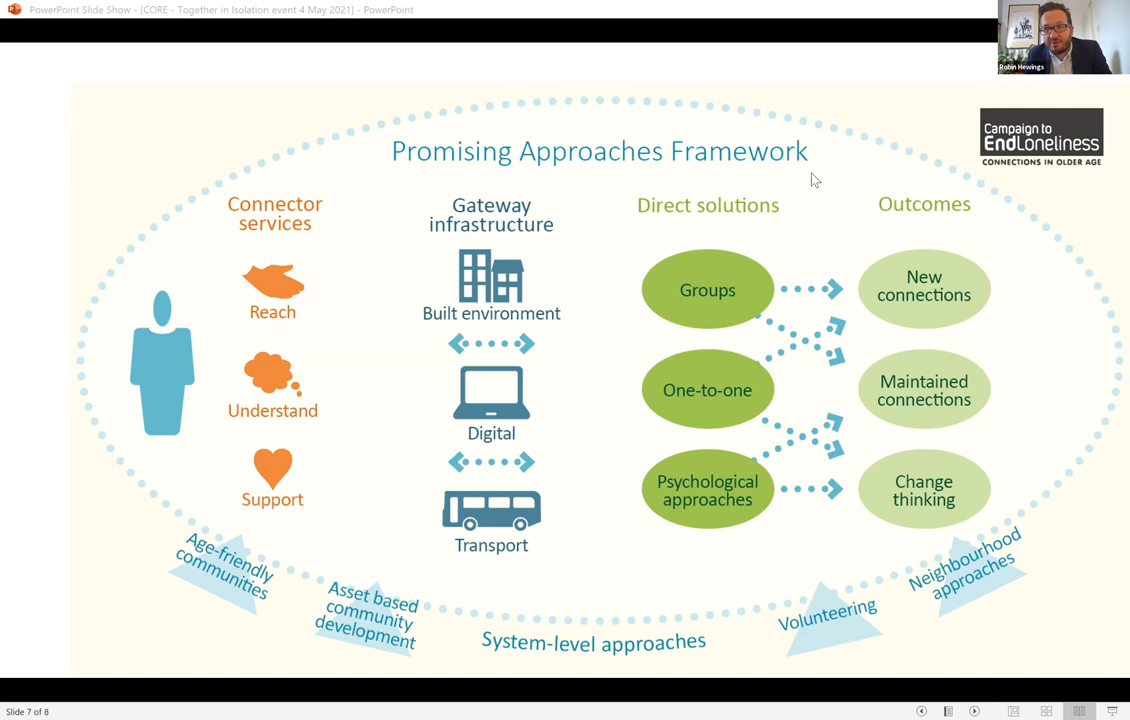 PowerPoint Slide Show - [CORE - Together in Isolation event 4 May 2021] - PowerPoint
Robin Hewings
Campaign to
EndLoneliness
CONNECTIONS IN OLDER AGE
Promising Approaches Framework
Connector
services
Reach
Understand
Support
Gateway
infrastructure
Built environment
Digital
Transport
Direct solutions
Groups
One-to-one
Psychological
approaches
Outcomes
New
connections
Maintained
connections
Change
thinking
Age-friendly
communities
Asset based
community
development
System-level approaches
Volunteering
Neighbourhood
approaches
Slide 7 of 8